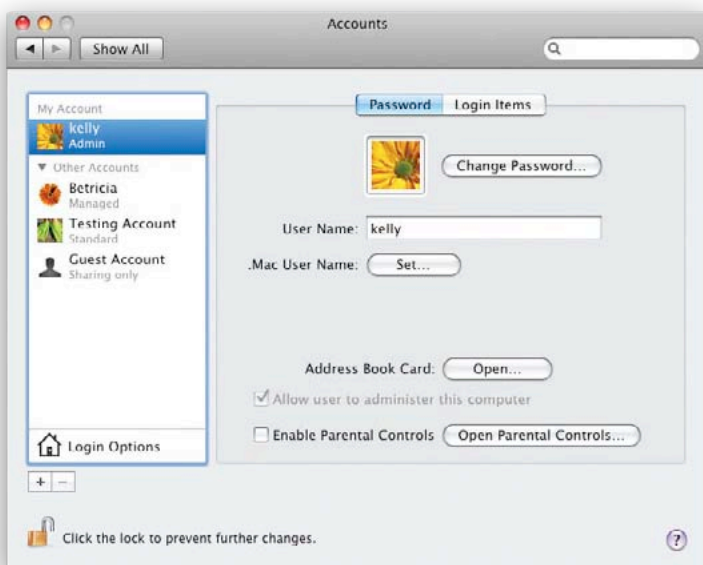 Accounts
Show All
My Account
kelly
Admin
Other Accounts
Betricia
Managed
Testing Account
Standard
Guest Account
Sharing only
Login Options
+ −
Password Login Items
Change Password...
User Name: kelly
.Mac User Name: Set...
Address Book Card: Open...
Allow user to administer this computer
Enable Parental Controls Open Parental Controls...
Click the lock to prevent further changes.
?